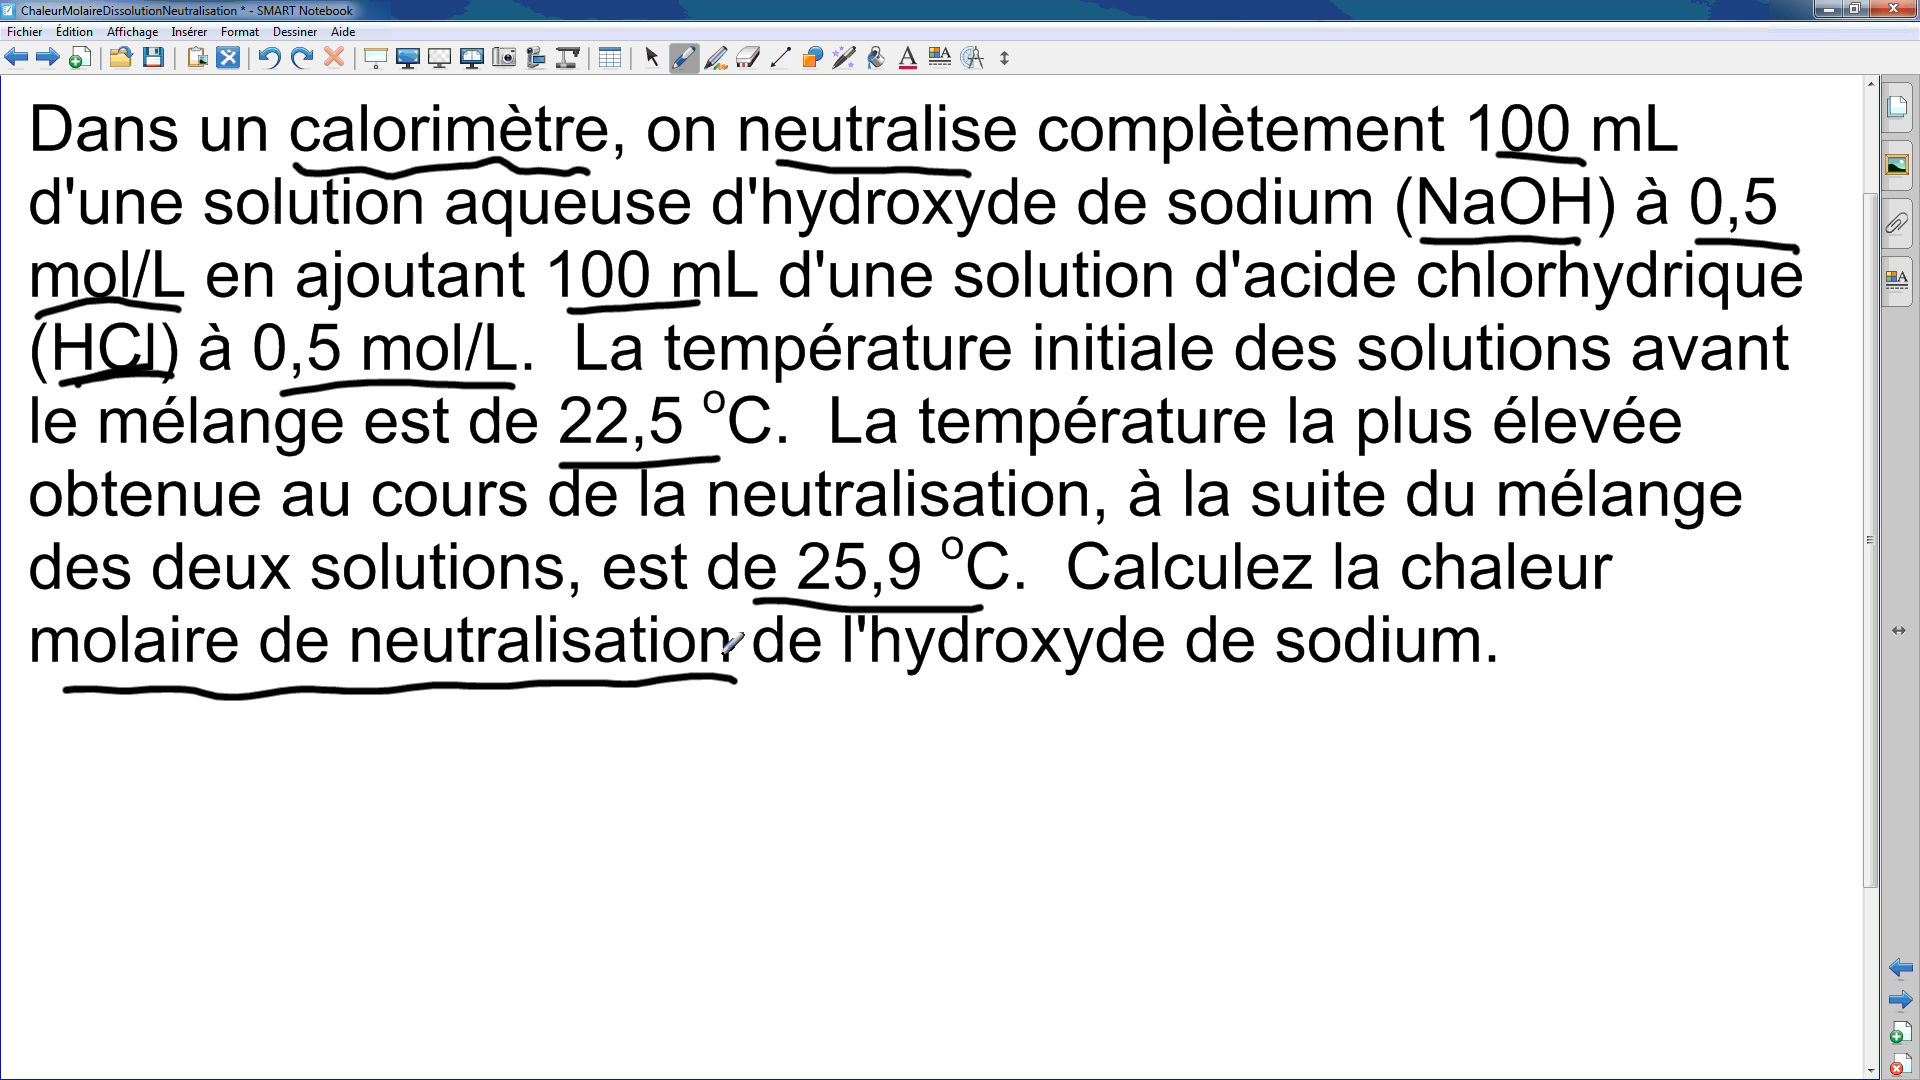 ChaleurMolaireDissolutionNeutralisation * - SMART Notebook
Fichier Édition Affichage Insérer Format Dessiner Aide
Dans un calorimètre, on neutralise complètement 100 mL
d'une solution aqueuse d'hydroxyde de sodium (NaOH) à 0,5
mol/L en ajoutant 100 mL d'une solution d'acide chlorhydrique
(HCl) à 0,5 mol/L. La température initiale des solutions avant
le mélange est de 22,5 °C. La température la plus élevée
obtenue au cours de la neutralisation, à la suite du mélange
des deux solutions, est de 25,9 °C. Calculez la chaleur
molaire de neutralisation de l'hydroxyde de sodium.